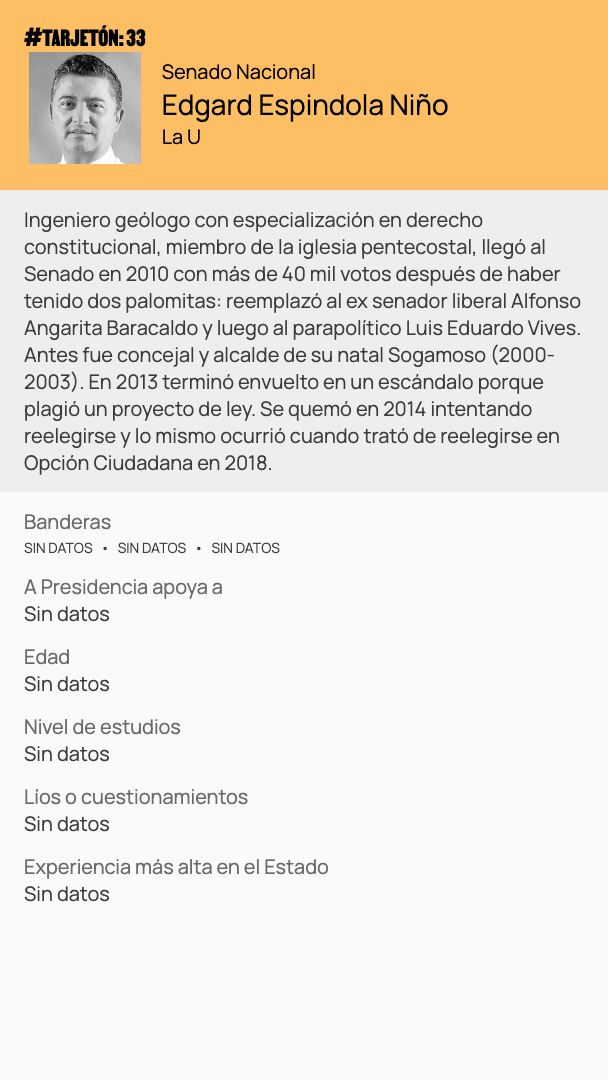 #TARJETÓN: 33
Senado Nacional
Edgard Espindola Niño
La U
Ingeniero geólogo con especialización en derecho
constitucional, miembro de la iglesia pentecostal, llegó al
Senado en 2010 con más de 40 mil votos después de haber
tenido dos palomitas: reemplazó al ex senador liberal Alfonso
Angarita Baracaldo y luego al parapolítico Luis Eduardo Vives.
Antes fue concejal y alcalde de su natal Sogamoso (2000-
2003). En 2013 terminó envuelto en un escándalo porque
plagió un proyecto de ley. Se quemó en 2014 intentando
reelegirse y lo mismo ocurrió cuando trató de reelegirse en
Opción Ciudadana en 2018.
Banderas
SIN DATOS • SIN DATOS • SIN DATOS
A Presidencia apoya a
Sin datos
Edad
Sin datos
Nivel de estudios
Sin datos
Líos o cuestionamientos
Sin datos
Experiencia más alta en el Estado
Sin datos